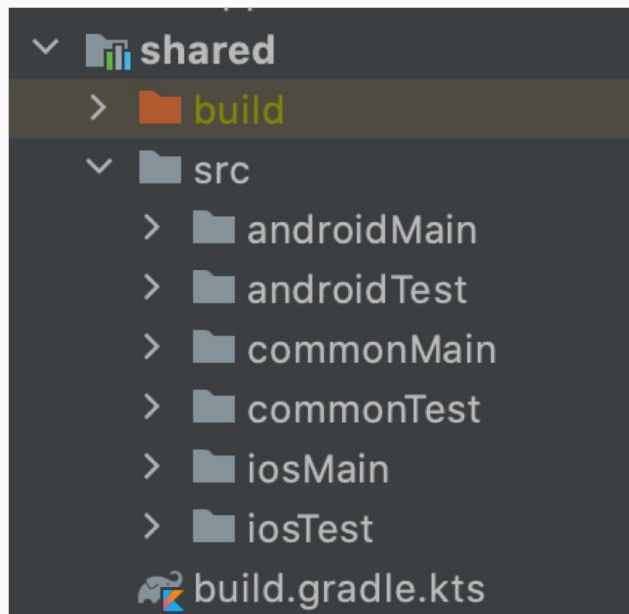 shared
build
src
androidMain
androidTest
commonMain
commonTest
iosMain
iosTest
build.gradle.kts